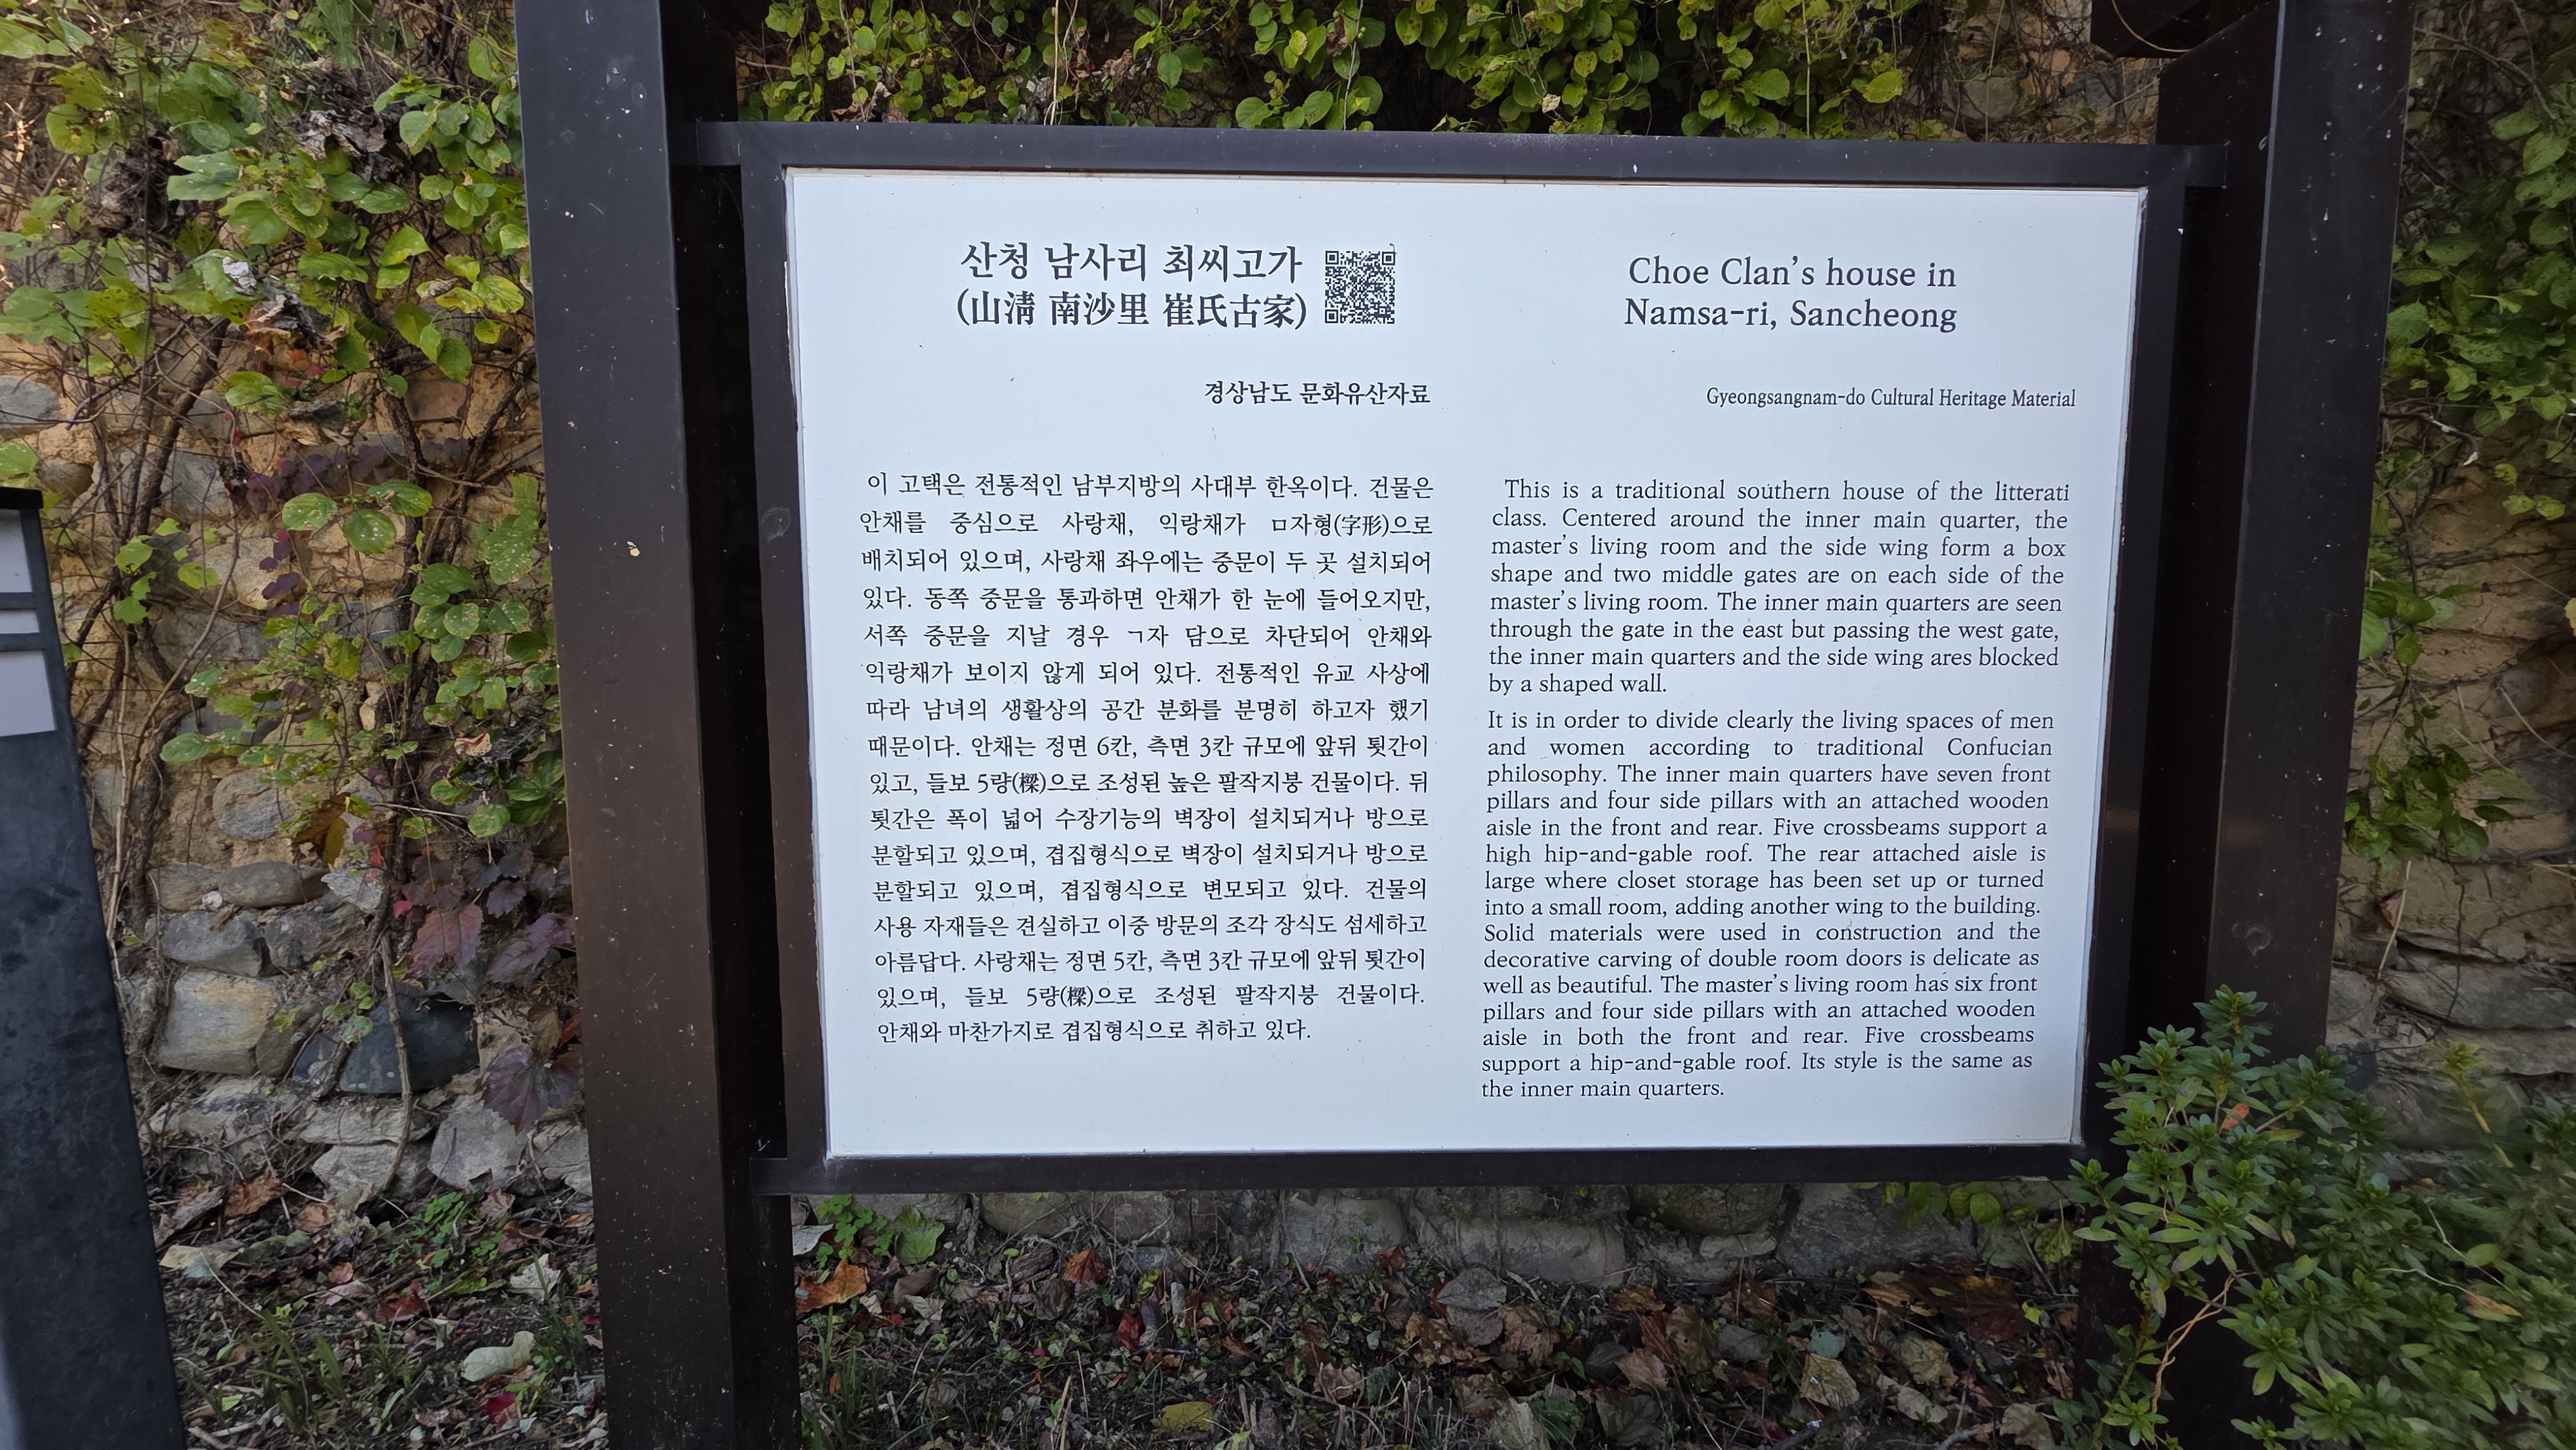 산청 남사리 최씨고가
(山淸 南沙里 崔氏古家)
경상남도 문화유산자료
이 고택은 전통적인 남부지방의 사대부 한옥이다. 건물은
안채를 중심으로 사랑채, 익랑채가 ㅁ자형(字形)으로
배치되어 있으며, 사랑채 좌우에는 중문이 두 곳 설치되어
있다. 동쪽 중문을 통과하면 안채가 한 눈에 들어오지만,
서쪽 중문을 지날 경우 ㄱ자 담으로 차단되어 안채와
익랑채가 보이지 않게 되어 있다. 전통적인 유교 사상에
따라 남녀의 생활상의 공간 분화를 분명히 하고자 했기
때문이다. 안채는 정면 6칸, 측면 3칸 규모에 앞뒤 툇간이
있고, 들보 5량(樑)으로 조성된 높은 팔작지붕 건물이다. 뒤
툇간은 폭이 넓어 수장기능의 벽장이 설치되거나 방으로
분할되고 있으며, 겹집형식으로 벽장이 설치되거나 방으로
분할되고 있으며, 겹집형식으로 변모되고 있다. 건물의
사용 자재들은 견실하고 이중 방문의 조각 장식도 섬세하고
아름답다. 사랑채는 정면 5칸, 측면 3칸 규모에 앞뒤 툇간이
있으며, 들보 5량(樑)으로 조성된 팔작지붕 건물이다.
안채와 마찬가지로 겹집형식으로 취하고 있다.
Choe Clan's house in
Namsa-ri, Sancheong
Gyeongsangnam-do Cultural Heritage Material
This is a traditional southern house of the litterati
class. Centered around the inner main quarter, the
master's living room and the side wing form a box
shape and two middle gates are on each side of the
master's living room. The inner main quarters are seen
through the gate in the east but passing the west gate,
the inner main quarters and the side wing ares blocked
by a shaped wall.
It is in order to divide clearly the living spaces of men
and women according to traditional Confucian
philosophy. The inner main quarters have seven front
pillars and four side pillars with an attached wooden
aisle in the front and rear. Five crossbeams support a
high hip-and-gable roof. The rear attached aisle is
large where closet storage has been set up or turned
into a small room, adding another wing to the building.
Solid materials were used in construction and the
decorative carving of double room doors is delicate as
well as beautiful. The master's living room has six front
pillars and four side pillars with an attached wooden
aisle in both the front and rear. Five crossbeams
support a hip-and-gable roof. Its style is the same as
the inner main quarters.